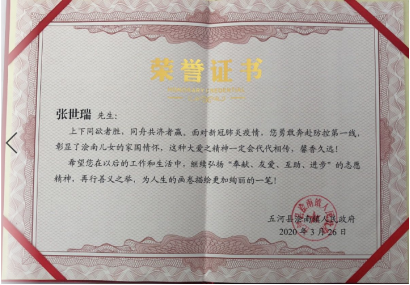 荣誉证书
张世瑞 先生：
上下同欲者胜，同舟共济者赢。面对新冠肺炎疫情，您勇敢奔赴防控第一线，
彰显了浍南儿女的家国情怀，这种大爱之精神一定会代代相传，馨香久远！
希望您在以后的工作和生活中，继续弘扬“奉献、友爱、互助、进步”的志愿
精神，再行善义之举，为人生的画卷描绘更加绚丽的一笔！
五河县浍南镇人民政府
2020 年 3 月 26 日